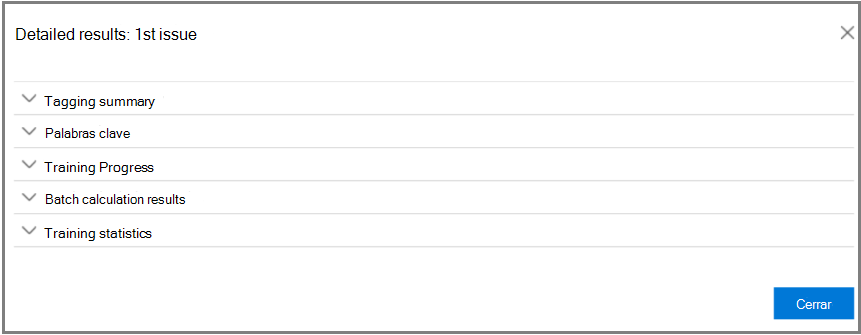 Detailed results: 1st issue
Tagging summary
Palabras clave
Training Progress
Batch calculation results
Training statistics
Cerrar